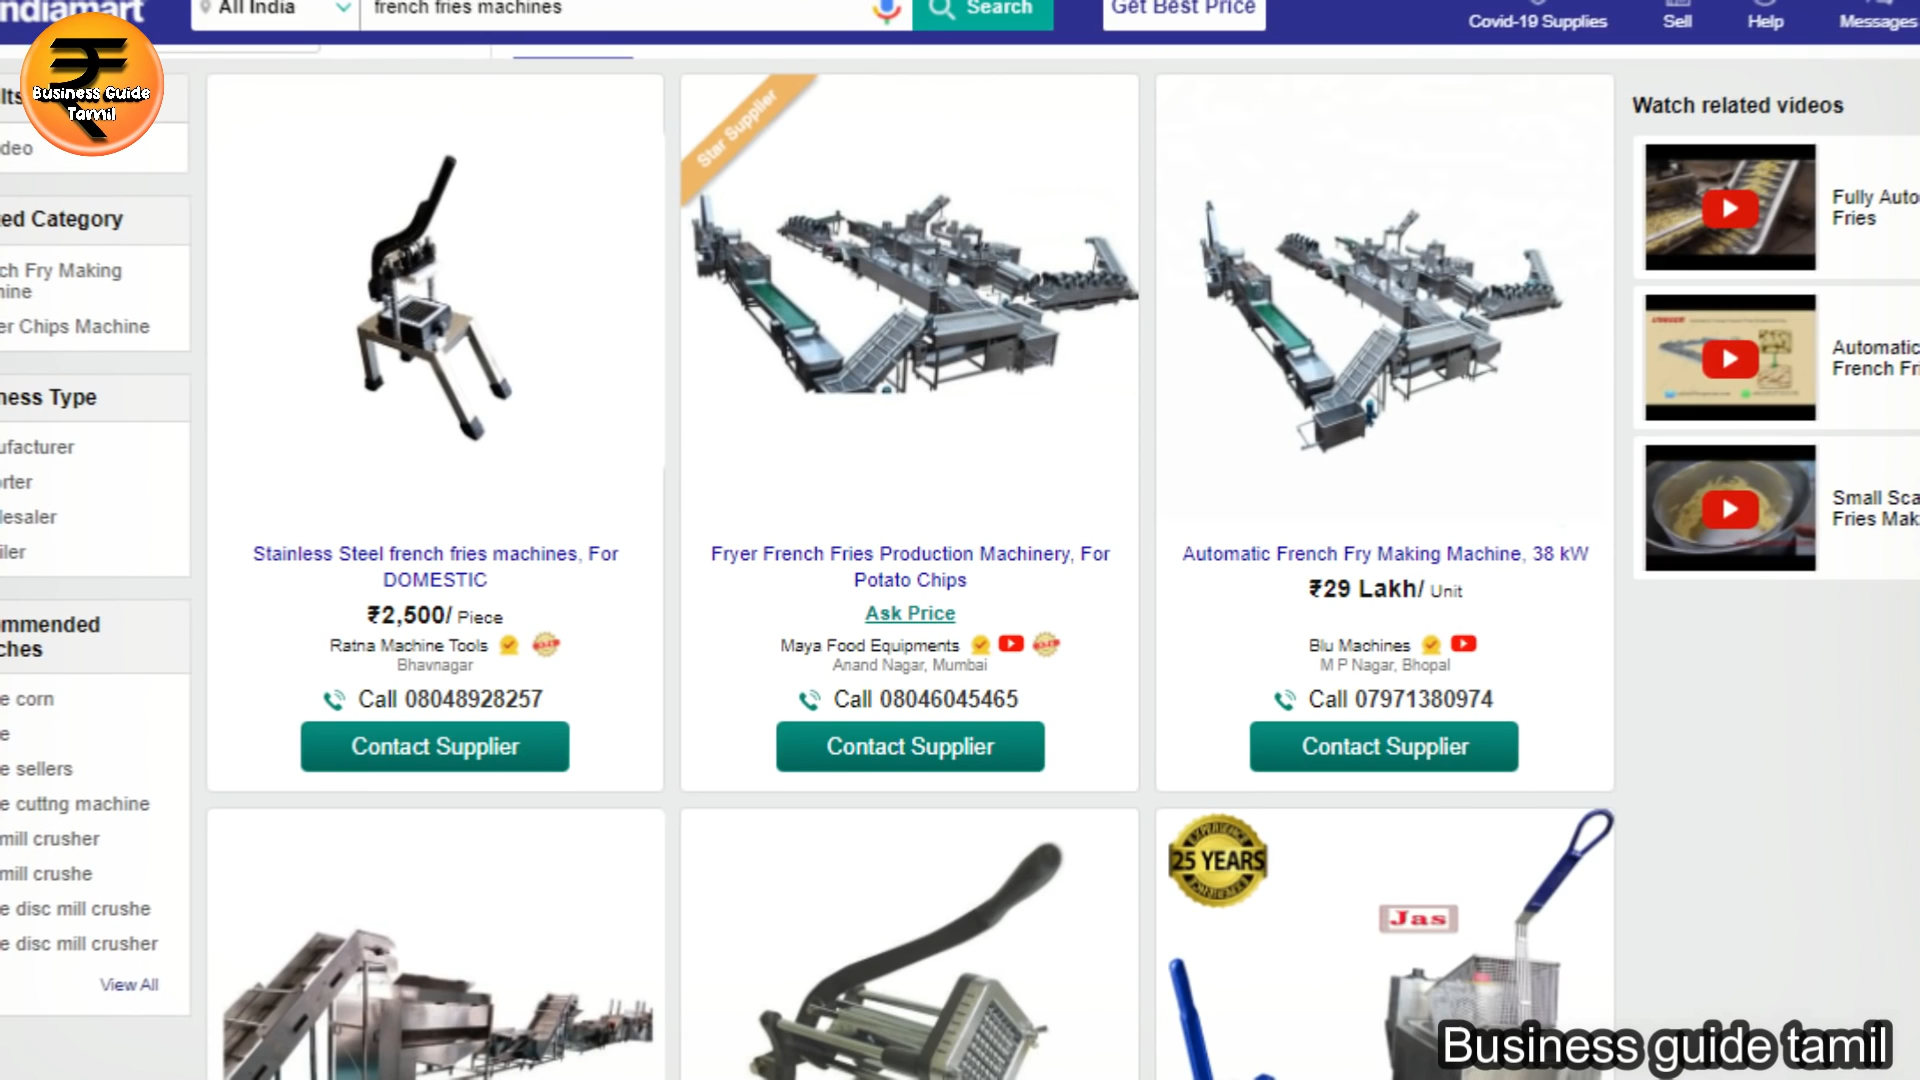 ndiamart
All India
french fries machines
Search
Get Best Price
Covid-19 Supplies
Sell
Help
Messages
Business Guide
Tamil
lts
deo
ed Category
ch Fry Making
hine
er Chips Machine
ness Type
ufacturer
orter
lesaler
iler
mmended
ches
e corn
e
e sellers
e cuttng machine
mill crusher
mill crushe
e disc mill crushe
e disc mill crusher
View All
Stainless Steel french fries machines, For
DOMESTIC
₹2,500/ Piece
Ratna Machine Tools
Bhavnagar
Call 08048928257
Contact Supplier
Star Supplier
Fryer French Fries Production Machinery, For
Potato Chips
Ask Price
Maya Food Equipments
Anand Nagar, Mumbai
Call 08046045465
Contact Supplier
Automatic French Fry Making Machine, 38 kW
₹29 Lakh/ Unit
Blu Machines
M P Nagar, Bhopal
Call 07971380974
Contact Supplier
Watch related videos
Fully Auto
Fries
Automatic
French Fri
Small Sca
Fries Mak
EXPERIENCE
25 YEARS
Jas
Business guide tamil